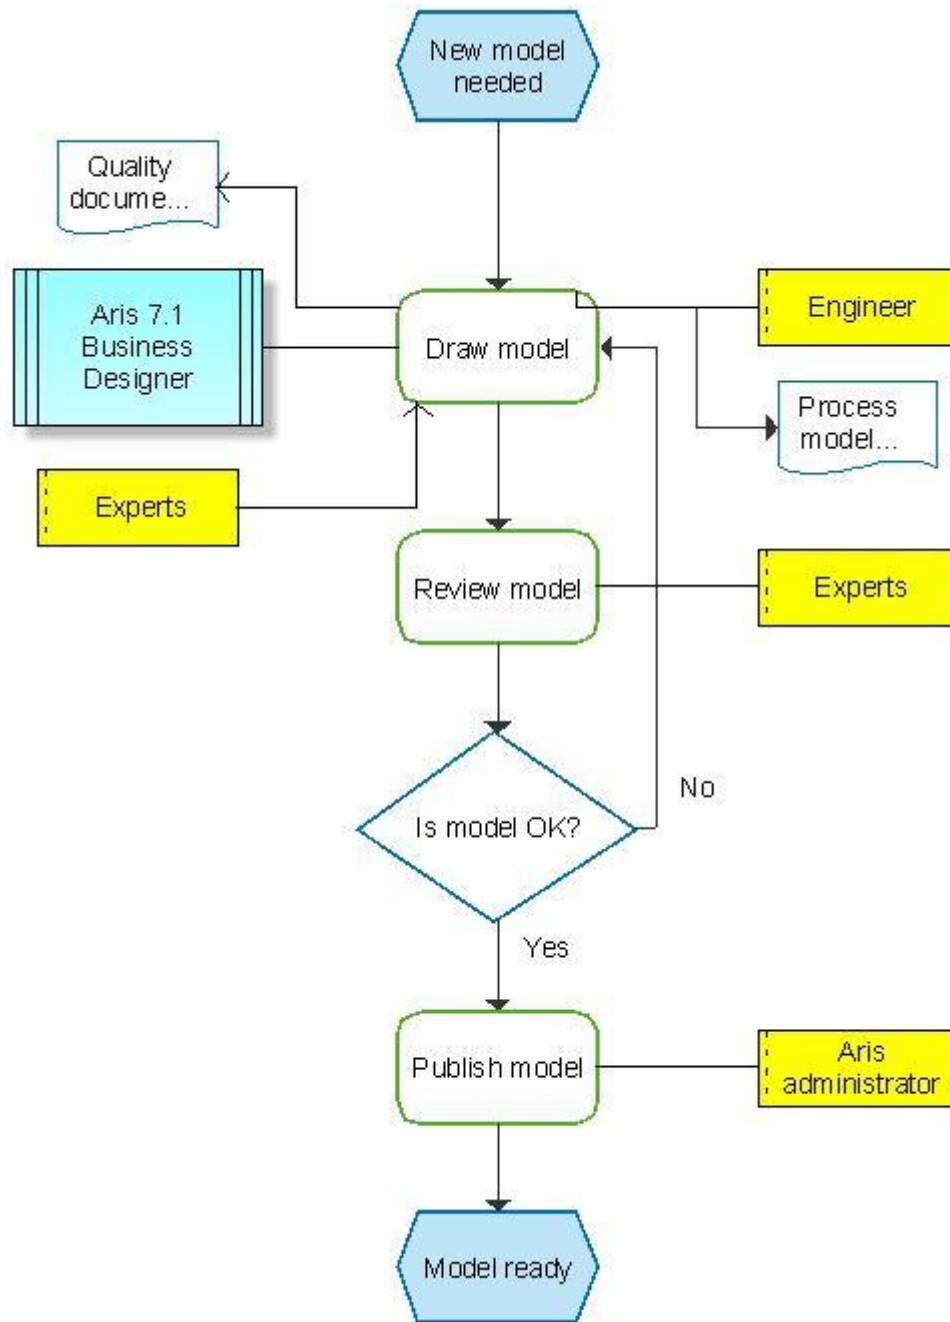 New model
needed
Quality
docume...
Aris 7.1
Business
Designer
Draw model
Engineer
Process
model...
Experts
Review model
Experts
Is model OK?
No
Yes
Publish model
Aris
administrator
Model ready